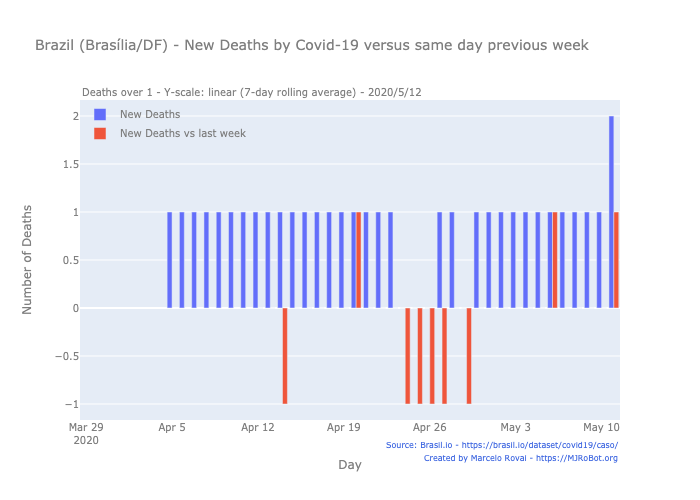 Brazil (Brasília/DF) - New Deaths by Covid-19 versus same day previous week
Deaths over 1 - Y-scale: linear (7-day rolling average) - 2020/5/12
New Deaths
New Deaths vs last week
2
1.5
1
0.5
0
−0.5
−1
Number of Deaths
Mar 29
2020
Apr 5
Apr 12
Apr 19
Apr 26
May 3
May 10
Day
Source: Brasil.io - https://brasil.io/dataset/covid19/caso/
Created by Marcelo Rovai - https://MJRoBot.org